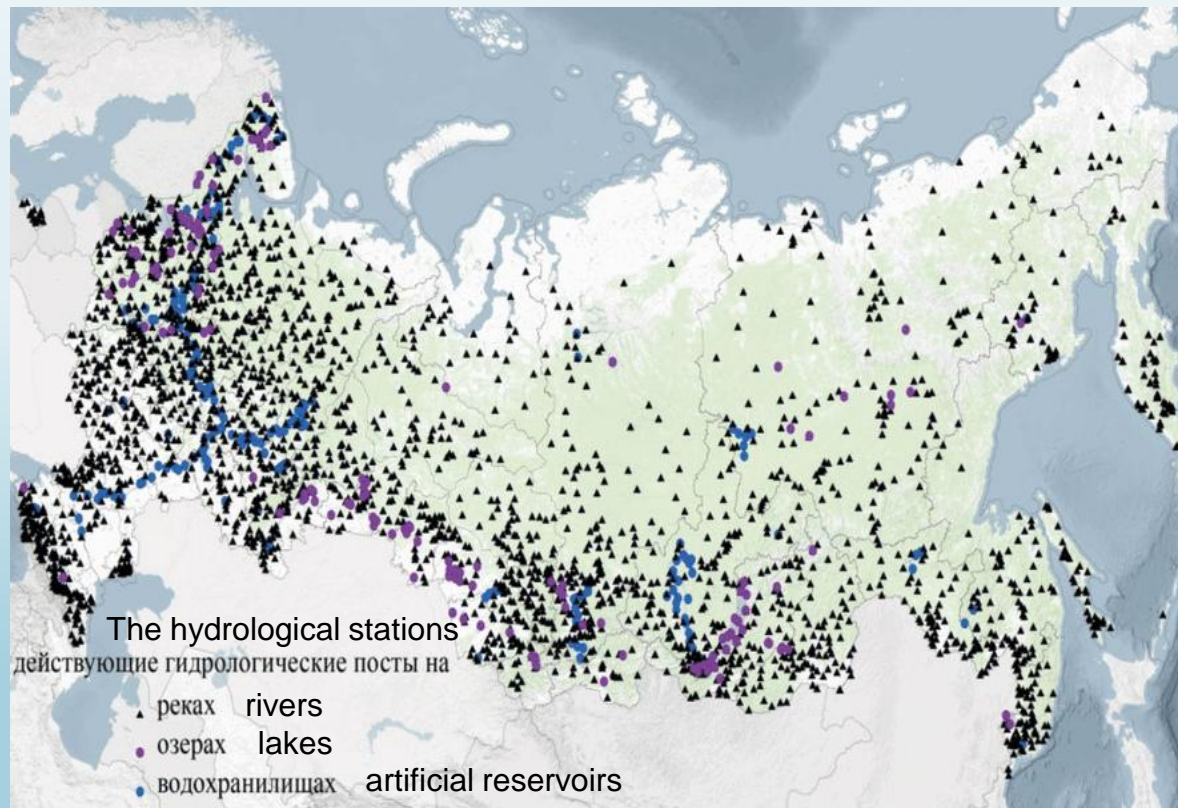 The hydrological stations
действующие гидрологические посты на
реках rivers
озерах lakes
водохранилищах artificial reservoirs